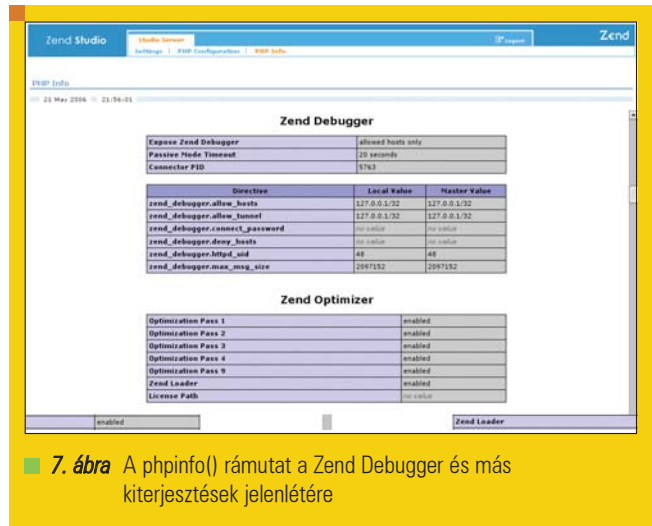 Zend Studio
Studio Server
Logout
Zend
Settings | PHP Configuration | PHP Info
PHP Info
21 May 2006 21:56:01
Zend Debugger
Expose Zend Debugger allowed hosts only
Passive Mode Timeout 20 seconds
Connector PID 5763
Directive Local Value Master Value
zend_debugger.allow_hosts 127.0.0.1/32 127.0.0.1/32
zend_debugger.allow_tunnel 127.0.0.1/32 127.0.0.1/32
zend_debugger.connect_password no value no value
zend_debugger.deny_hosts no value no value
zend_debugger.httpd_uid 48 48
zend_debugger.max_msg_size 2097152 2097152
Zend Optimizer
Optimization Pass 1 enabled
Optimization Pass 2 enabled
Optimization Pass 3 enabled
Optimization Pass 4 enabled
Optimization Pass 9 enabled
Zend Loader enabled
License Path no value
enabled Zend Loader
7. ábra A phpinfo() rámutat a Zend Debugger és más
kiterjesztések jelenlétére